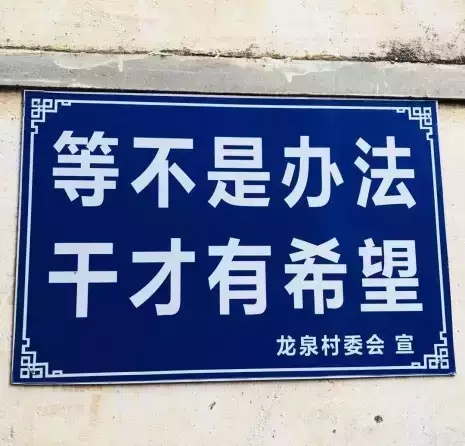 等不是办法
干才有希望
龙泉村委会 宣